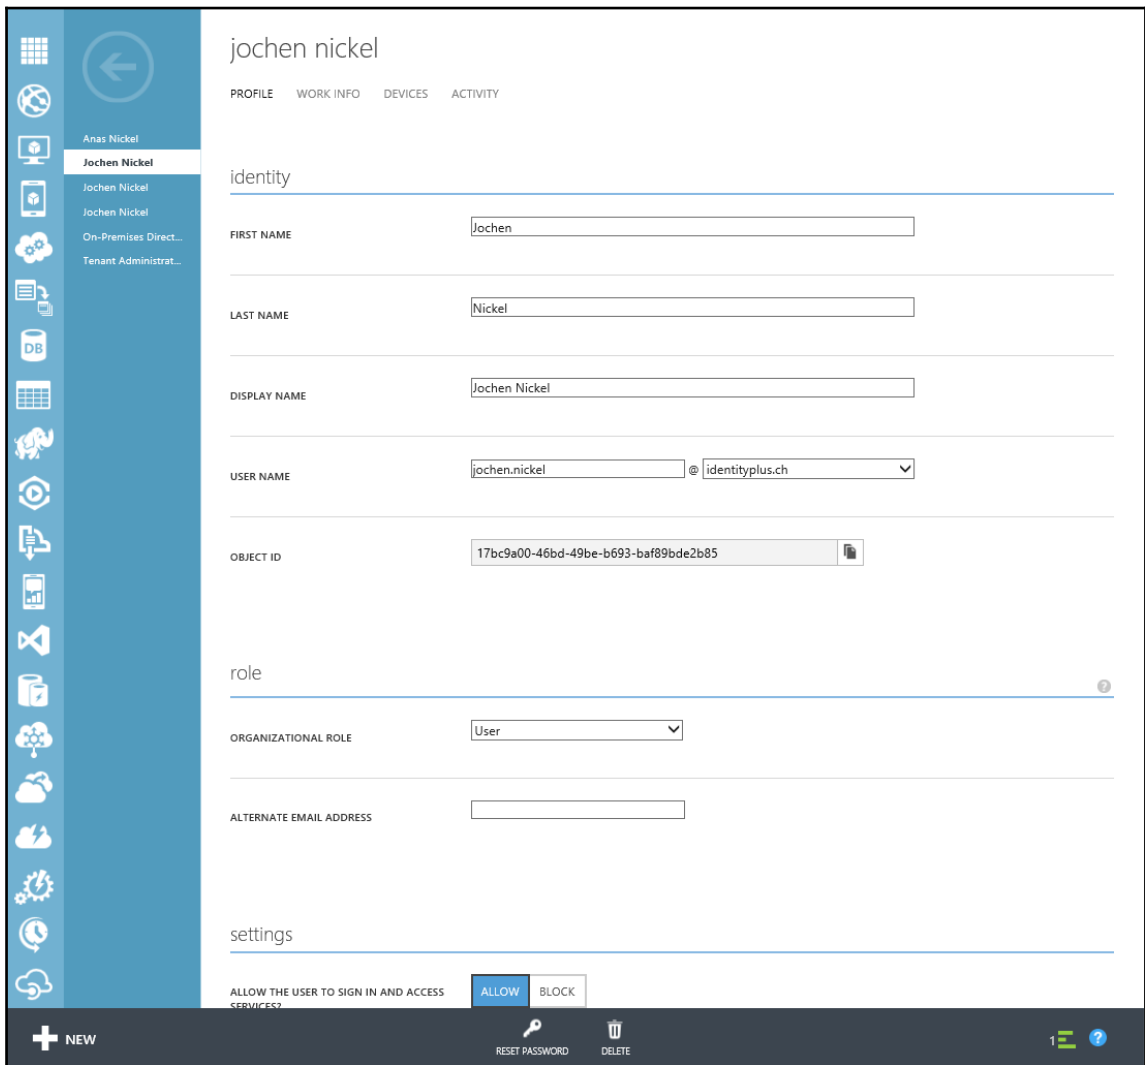 jochen nickel
PROFILE WORK INFO DEVICES ACTIVITY
Anas Nickel
Jochen Nickel
Jochen Nickel
Jochen Nickel
On-Premises Direct...
Tenant Administrat...
DB
identity
FIRST NAME Jochen
LAST NAME Nickel
DISPLAY NAME Jochen Nickel
USER NAME jochen.nickel @ identityplus.ch
OBJECT ID 17bc9a00-46bd-49be-b693-baf89bde2b85
role
?
ORGANIZATIONAL ROLE User
ALTERNATE EMAIL ADDRESS
settings
ALLOW THE USER TO SIGN IN AND ACCESS
SERVICES?
ALLOW BLOCK
NEW RESET PASSWORD DELETE 1 ?